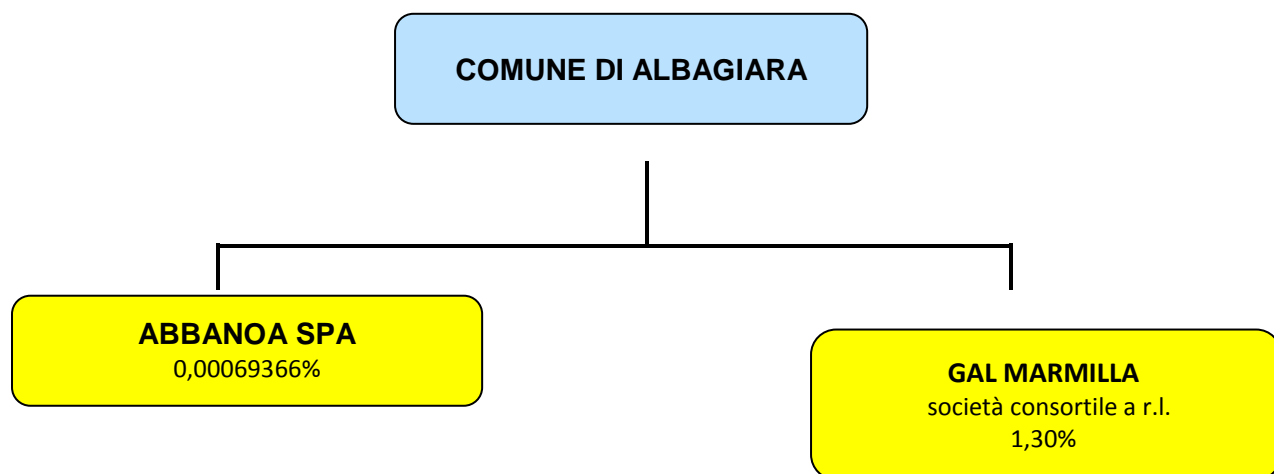 COMUNE DI ALBAGIARA
ABBANOA SPA
0,00069366%
GAL MARMILLA
società consortile a r.l.
1,30%